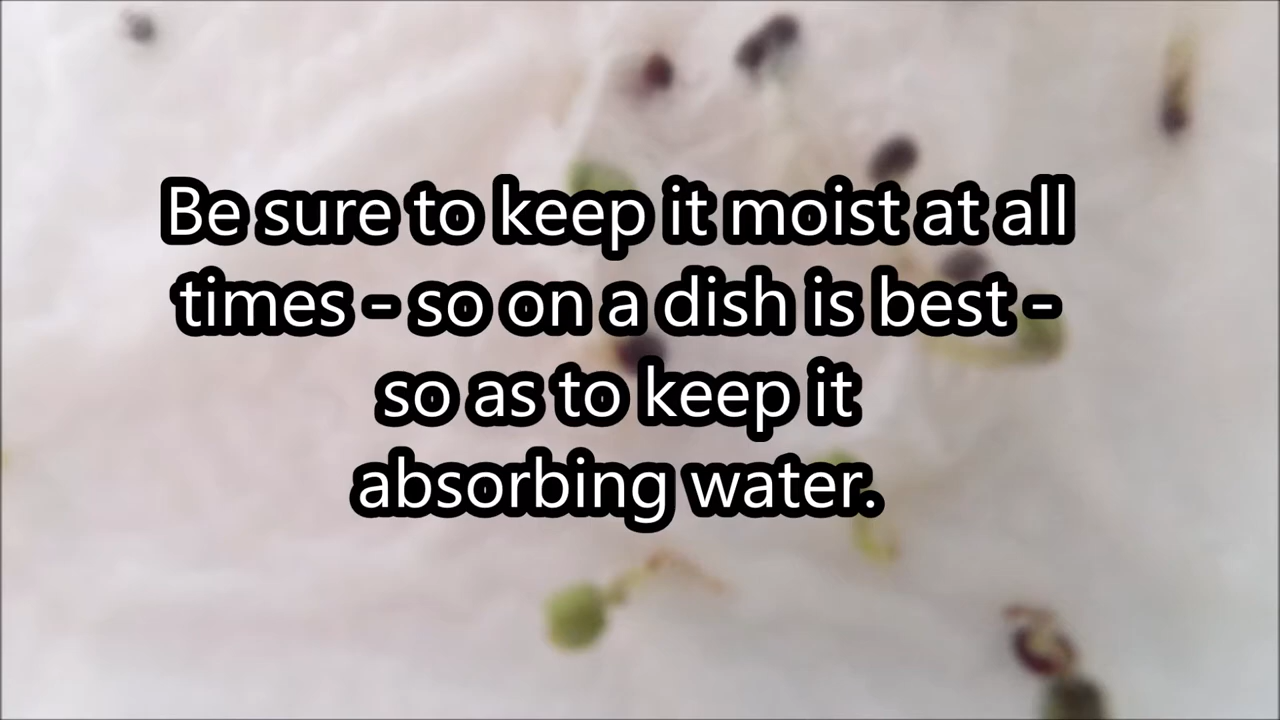 Be sure to keep it moist at all
times - so on a dish is best -
so as to keep it
absorbing water.